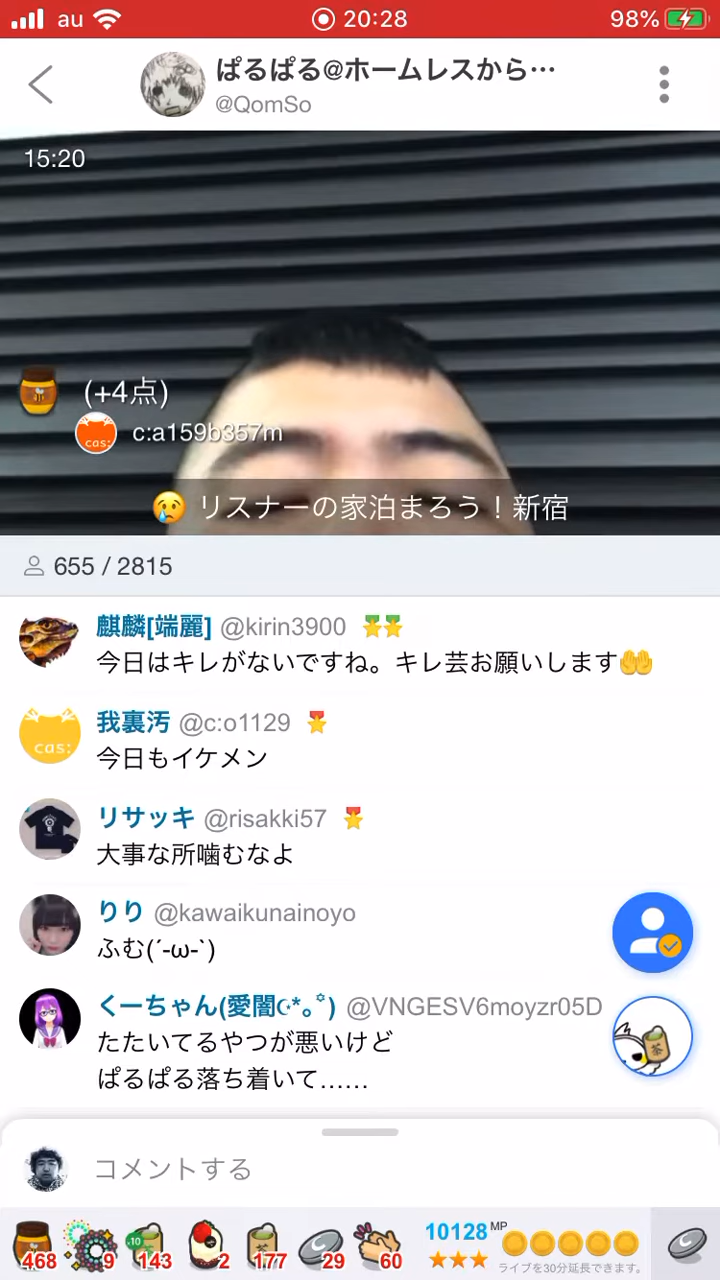 au
20:28
98%
ぱるぱる@ホームレスから…
@QomSo
15:20
(+4点)
cas:
c:a159b357m
😢 リスナーの家泊まろう！新宿
655 / 2815
麒麟[端麗] @kirin3900
今日はキレがないですね。キレ芸お願いします🤲
cas:
我裏汚 @c:o1129
今日もイケメン
リサッキ @risakki57
大事な所噛むなよ
りり @kawaikunainoyo
ふむ(´-ω-`)
くーちゃん(愛闇☪︎*｡꙳) @VNGESV6moyzr05D
たたいてるやつが悪いけど
ぱるぱる落ち着いて……
茶
コメントする
468
9
×10
143
2
茶
177
29
60
10128 MP
★★★
ライブを30分延長できます。